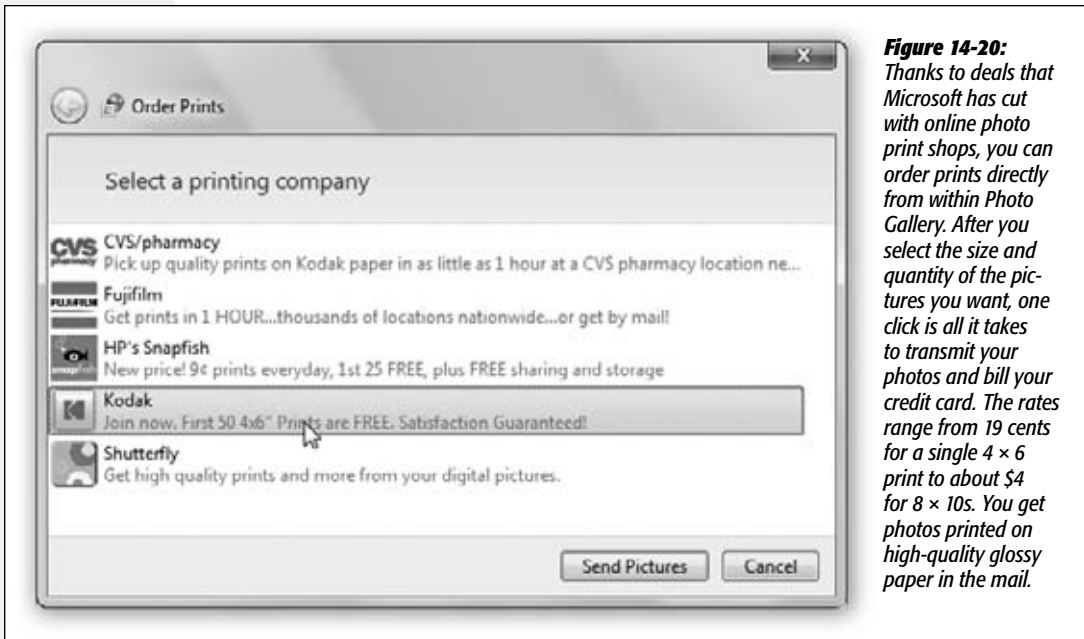 x
Order Prints
Select a printing company
CVS pharmacy
CVS/pharmacy
Pick up quality prints on Kodak paper in as little as 1 hour at a CVS pharmacy location ne...
FUJIFILM
Fujifilm
Get prints in 1 HOUR...thousands of locations nationwide...or get by mail!
snapfish
HP's Snapfish
New price! 9¢ prints everyday, 1st 25 FREE, plus FREE sharing and storage
Kodak
Join now. First 50 4x6" Prints are FREE. Satisfaction Guaranteed!
Shutterfly
Get high quality prints and more from your digital pictures.
Send Pictures Cancel
Figure 14-20:
Thanks to deals that
Microsoft has cut
with online photo
print shops, you can
order prints directly
from within Photo
Gallery. After you
select the size and
quantity of the pic-
tures you want, one
click is all it takes
to transmit your
photos and bill your
credit card. The rates
range from 19 cents
for a single 4 × 6
print to about $4
for 8 × 10s. You get
photos printed on
high-quality glossy
paper in the mail.